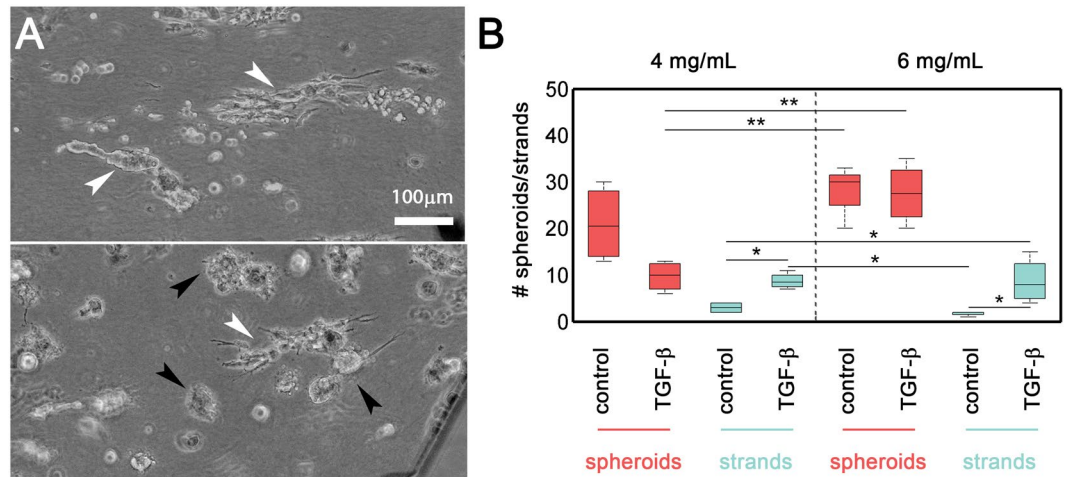 A
100µm
B
4 mg/mL
6 mg/mL
# spheroids/strands
50
40
30
20
10
0
**
**
*
*
*
*
control
TGF-β
control
TGF-β
control
TGF-β
control
TGF-β
spheroids
strands
spheroids
strands